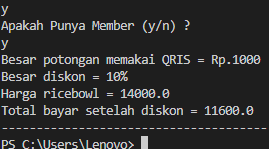 y
Apakah Punya Member (y/n) ?
y
Besar potongan memakai QRIS = Rp.1000
Besar diskon = 10%
Harga ricebowl = 14000.0
Total bayar setelah diskon = 11600.0
--------------------------------------
PS C:\Users\Lenovo>